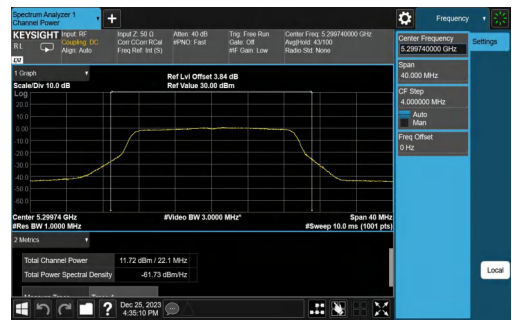 Spectrum Analyzer 1
Channel Power
KEYSIGHT
RL
Input: RF
Coupling: DC
Align: Auto
Input Z: 50 Ω
Corr CCorr RCal
Freq Ref: Int (S)
Atten: 40 dB
#PNO: Fast
Trig: Free Run
Gate: Off
#IF Gain: Low
Center Freq: 5.299740000 GHz
Avg|Hold: 43/100
Radio Std: None
LV
1 Graph
Scale/Div 10.0 dB
Ref Lvl Offset 3.84 dB
Ref Value 30.00 dBm
Log
20.0
10.0
0.00
-10.0
-20.0
-30.0
-40.0
-50.0
-60.0
Center 5.29974 GHz
#Res BW 1.0000 MHz
#Video BW 3.0000 MHz*
Span 40 MHz
#Sweep 10.0 ms (1001 pts)
2 Metrics
Total Channel Power 11.72 dBm / 22.1 MHz
Total Power Spectral Density -61.73 dBm/Hz
Dec 25, 2023
4:35:10 PM
Frequency
Center Frequency
5.299740000 GHz
Settings
Span
40.000 MHz
CF Step
4.000000 MHz
Auto
Man
Freq Offset
0 Hz
Local